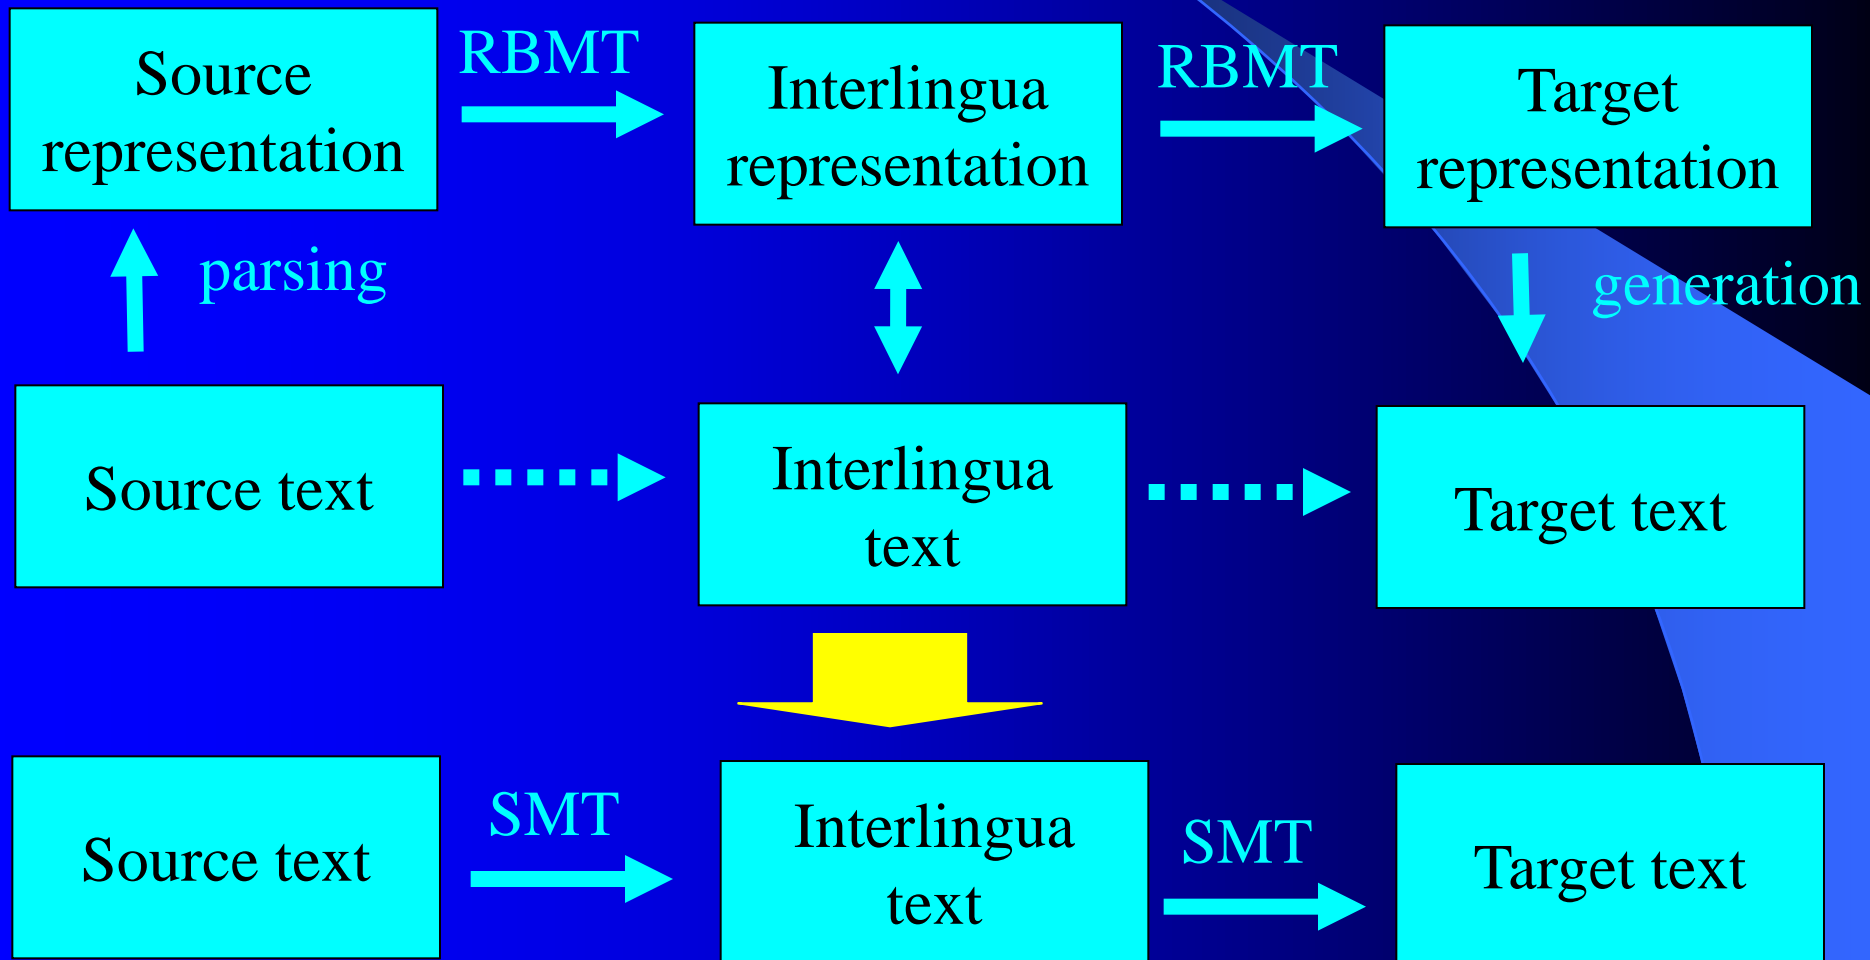 Source
representation
RBMT
Interlingua
representation
RBMT
Target
representation
parsing
generation
Source text
Interlingua
text
Target text
Source text
SMT
Interlingua
text
SMT
Target text